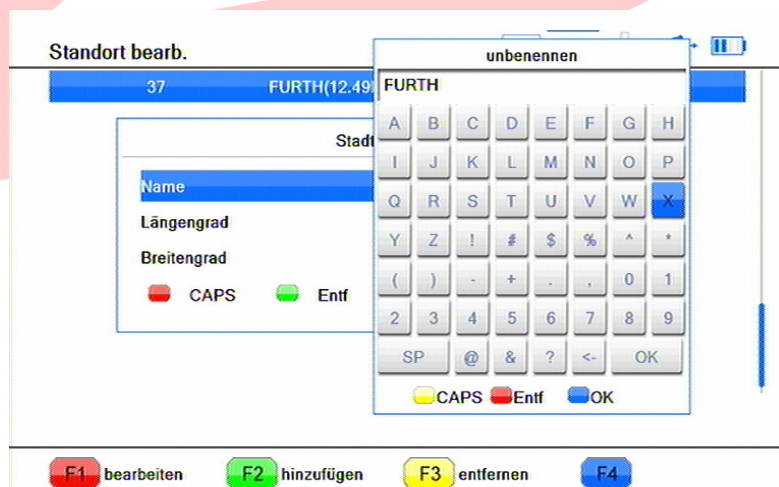 Standort bearb.
37 FURTH(12.49
Stadt
Name
Längengrad
Breitengrad
CAPS Entf
unbenennen
FURTH
A B C D E F G H
I J K L M N O P
Q R S T U V W X
Y Z ! # $ % ^ *
( ) - + . , 0 1
2 3 4 5 6 7 8 9
SP @ & ? <- OK
CAPS Entf OK
F1 bearbeiten F2 hinzufügen F3 entfernen F4